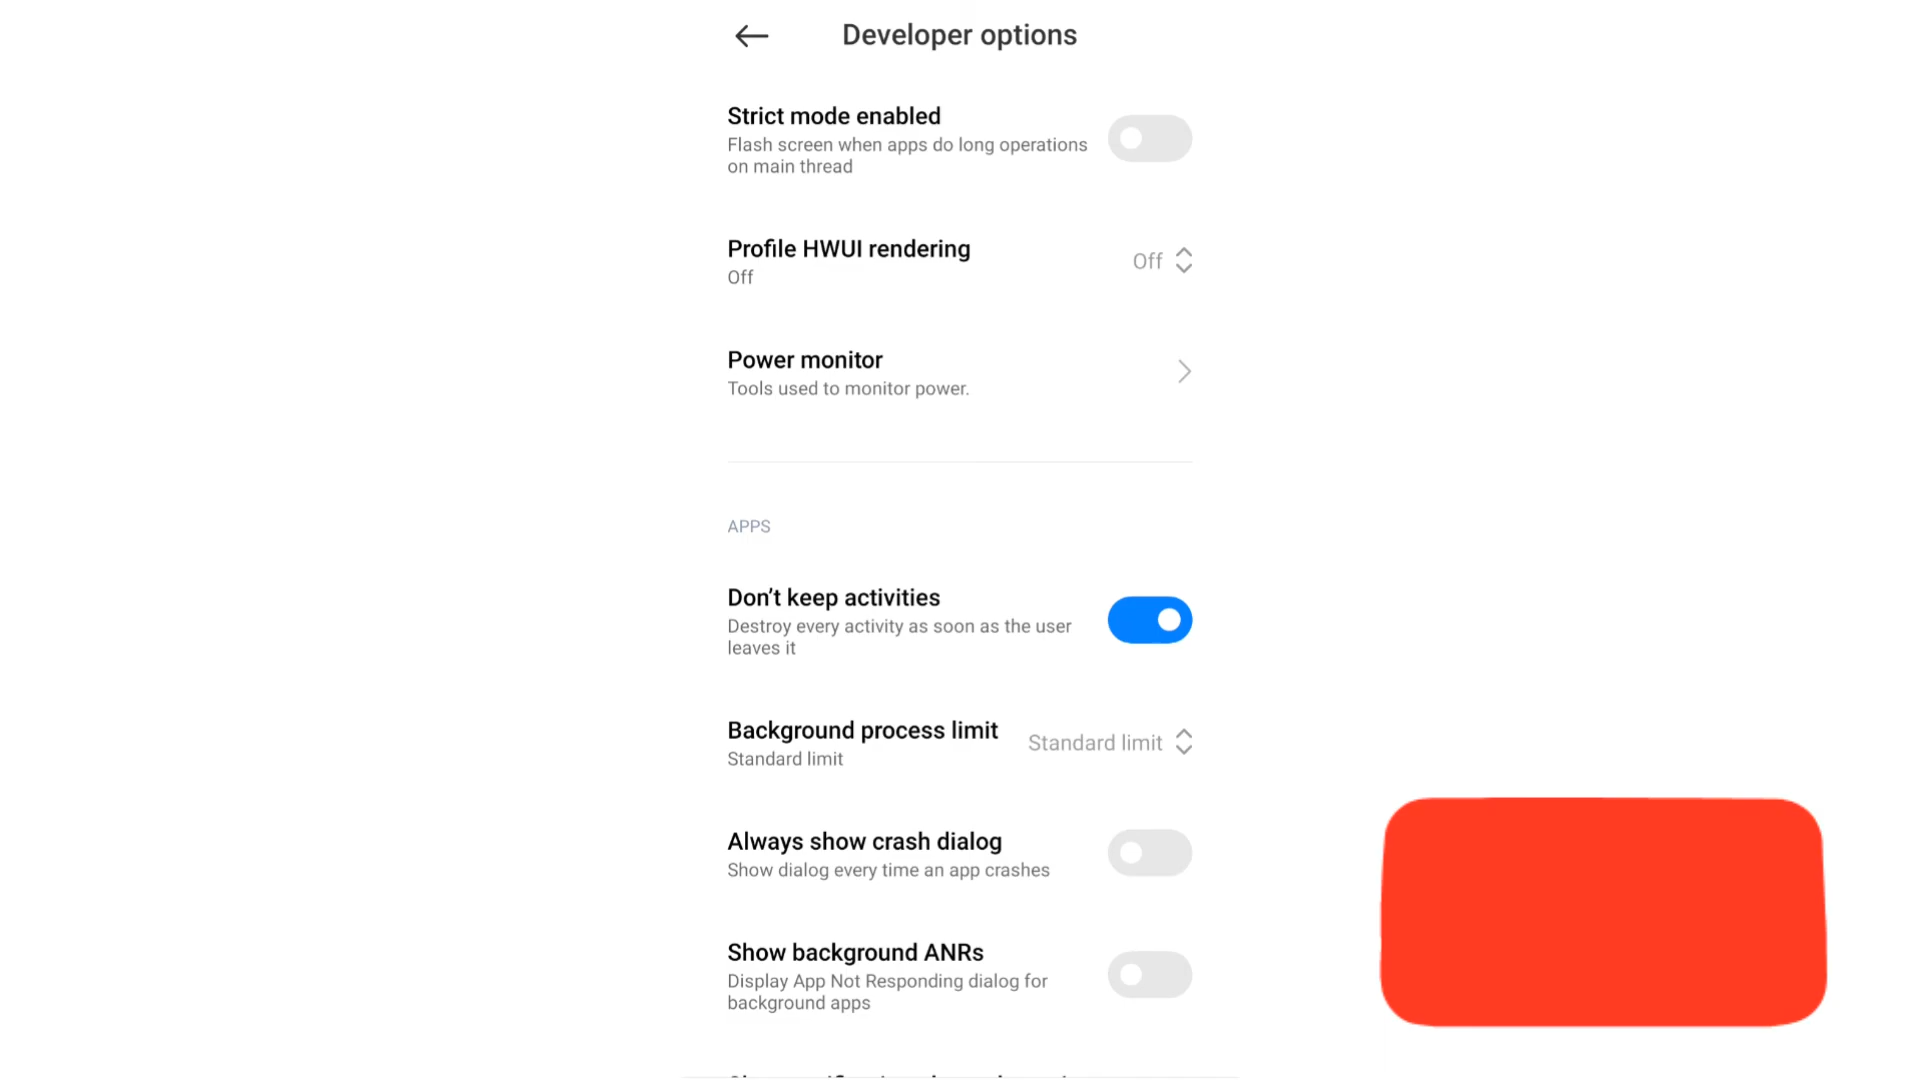 Developer options
Strict mode enabled
Flash screen when apps do long operations
on main thread
Profile HWUI rendering
Off
Off
Power monitor
Tools used to monitor power.
APPS
Don’t keep activities
Destroy every activity as soon as the user
leaves it
Background process limit
Standard limit
Standard limit
Always show crash dialog
Show dialog every time an app crashes
Show background ANRs
Display App Not Responding dialog for
background apps